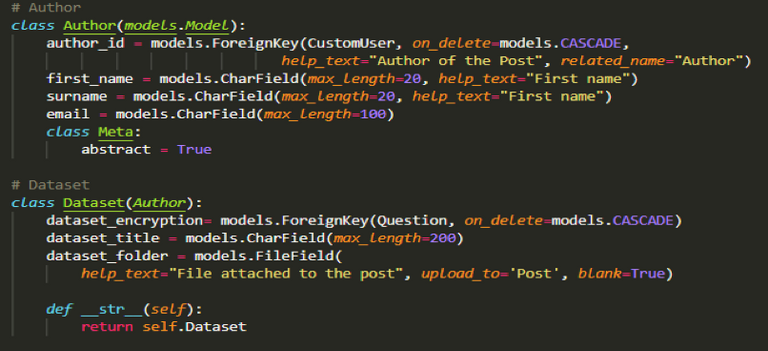 # Author
class Author(models.Model):
    author_id = models.ForeignKey(CustomUser, on_delete=models.CASCADE,
                                  help_text="Author of the Post", related_name="Author")
    first_name = models.CharField(max_length=20, help_text="First name")
    surname = models.CharField(max_length=20, help_text="First name")
    email = models.CharField(max_length=100)
    class Meta:
        abstract = True
# Dataset
class Dataset(Author):
    dataset_encryption= models.ForeignKey(Question, on_delete=models.CASCADE)
    dataset_title = models.CharField(max_length=200)
    dataset_folder = models.FileField(
        help_text="File attached to the post", upload_to='Post', blank=True)
    def __str__(self):
        return self.Dataset